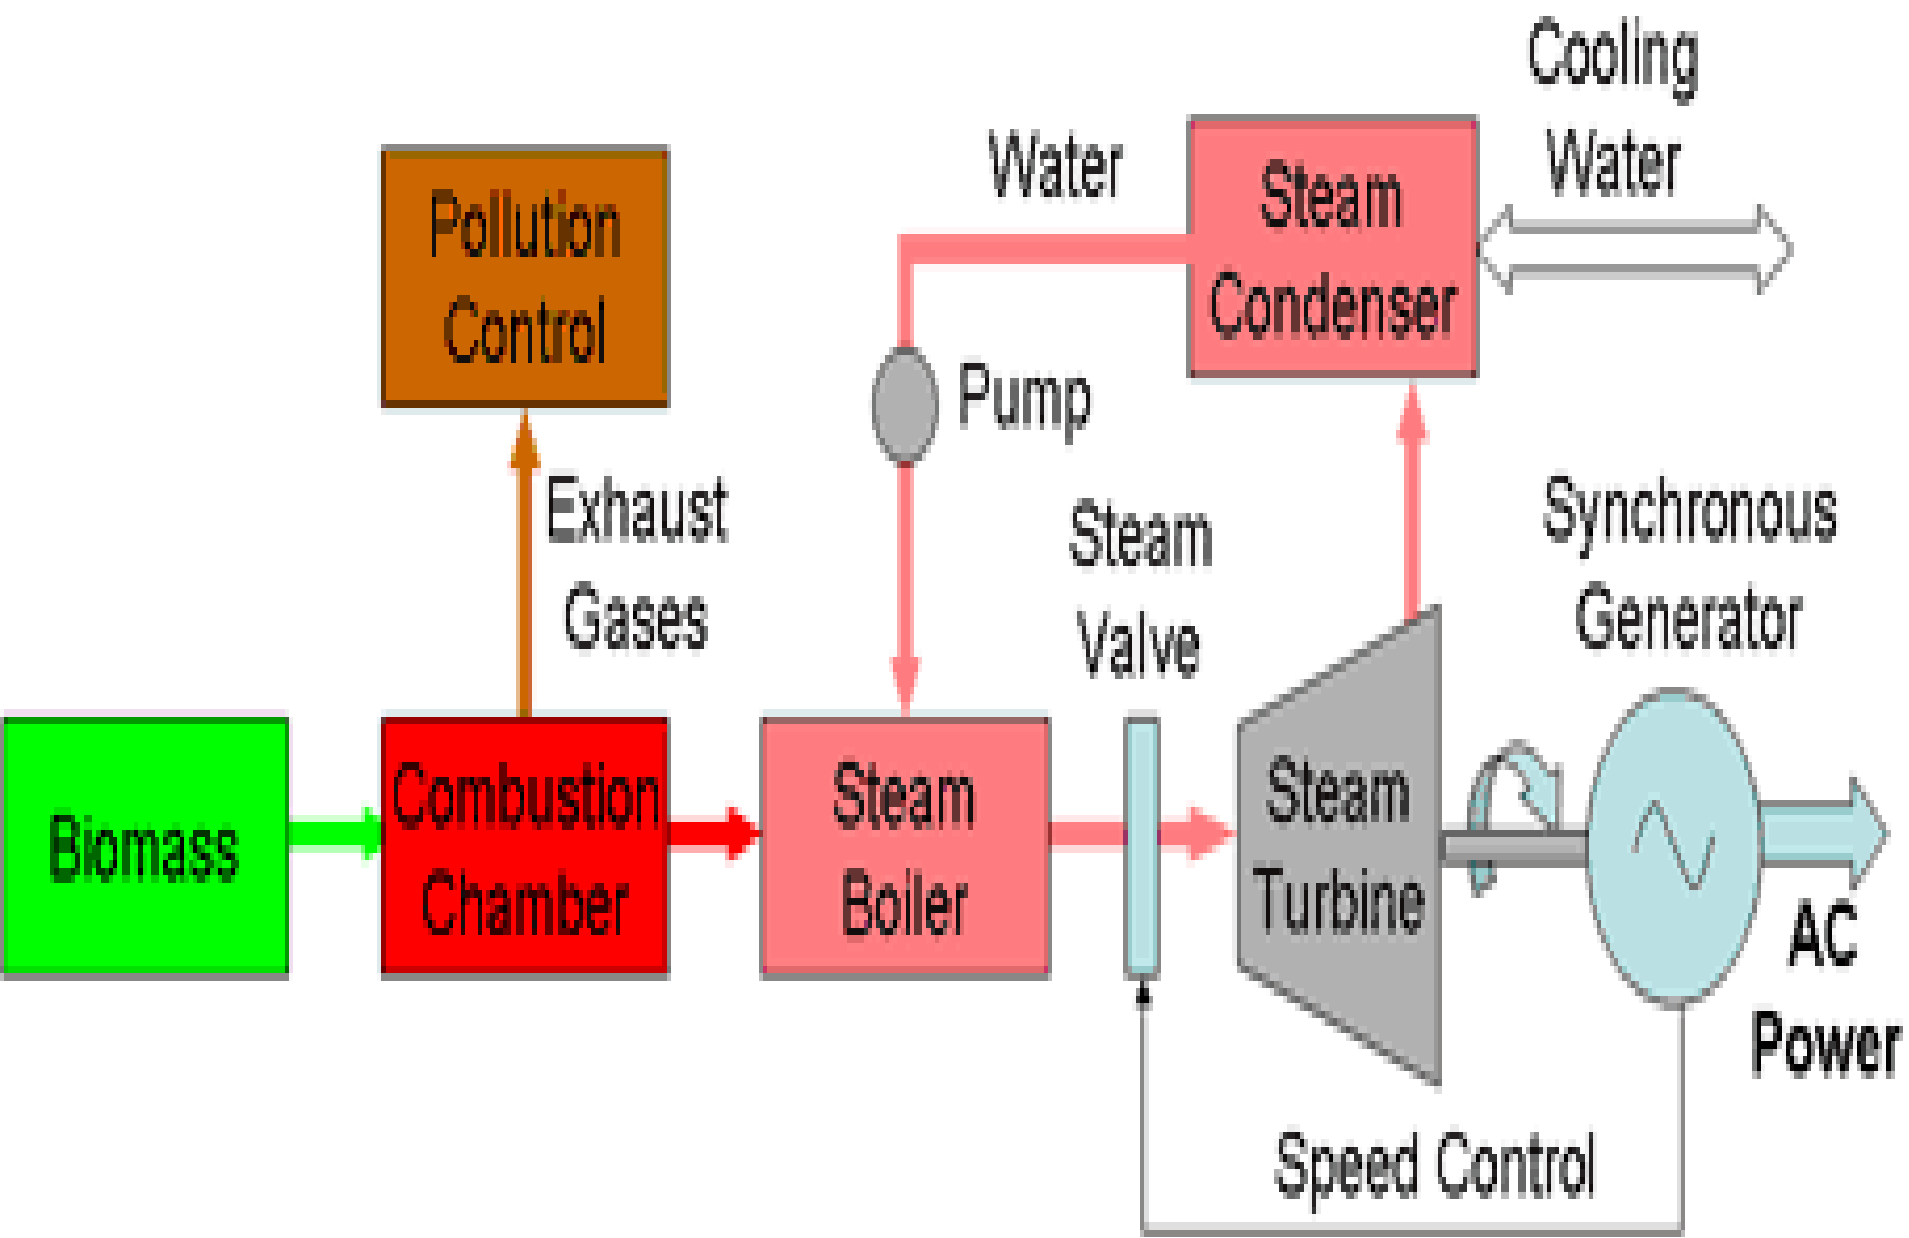 Cooling
Water
Water
Steam
Condenser
Pollution
Control
Pump
Exhaust
Gases
Steam
Valve
Synchronous
Generator
Biomass
Combustion
Chamber
Steam
Boiler
Steam
Turbine
AC
Power
Speed Control